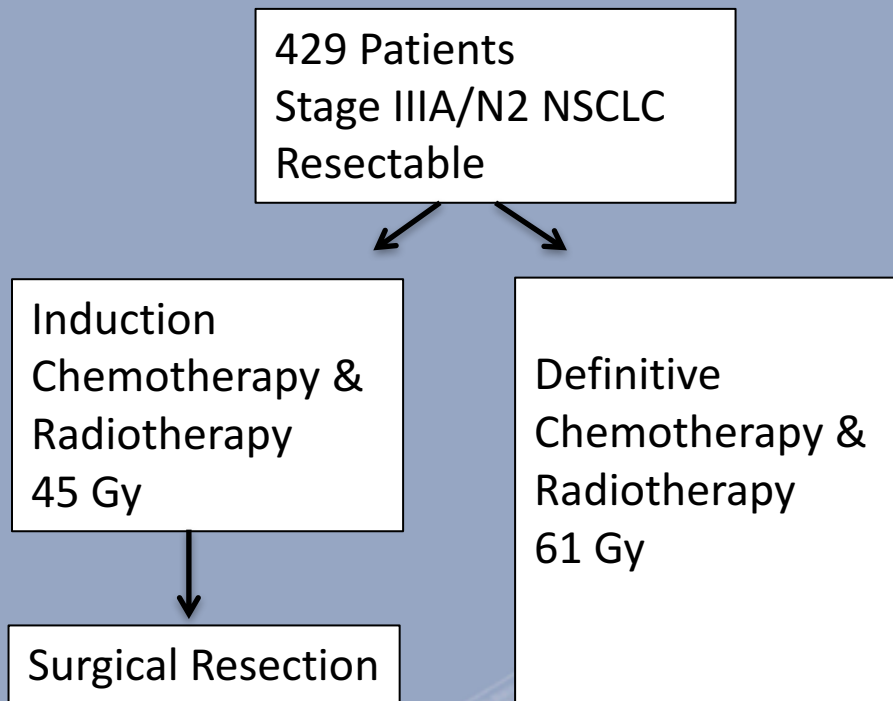 429 Patients
Stage IIIA/N2 NSCLC
Resectable
Induction
Chemotherapy &
Radiotherapy
45 Gy
Definitive
Chemotherapy &
Radiotherapy
61 Gy
Surgical Resection